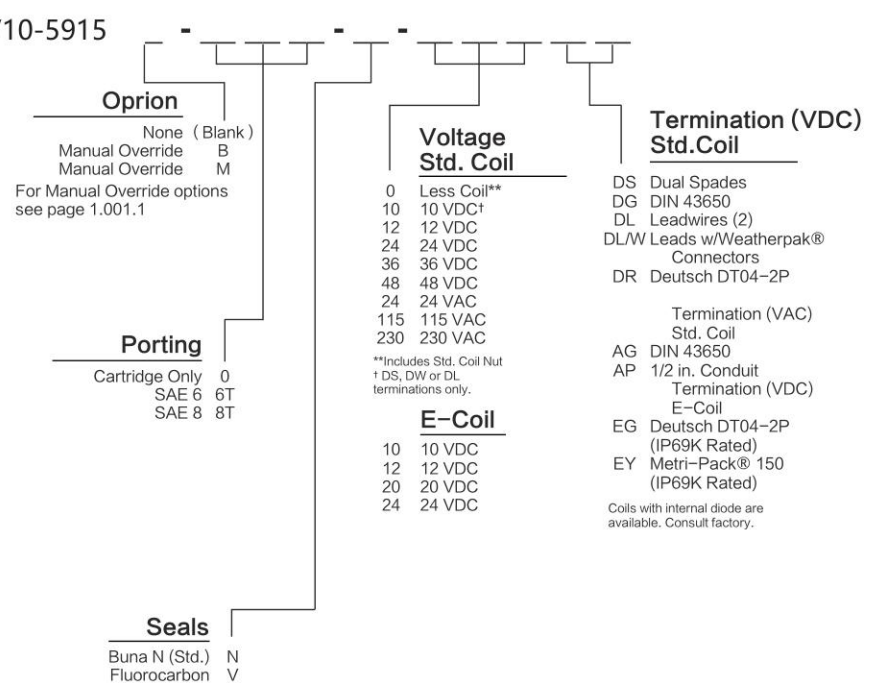 10-5915
- - -
Oprion
None (Blank)
Manual Override B
Manual Override M
For Manual Override options
see page 1.001.1
Porting
Cartridge Only 0
SAE 6 6T
SAE 8 8T
Seals
Buna N (Std.) N
Fluorocarbon V
Voltage
Std. Coil
0 Less Coil**
10 10 VDC†
12 12 VDC
24 24 VDC
36 36 VDC
48 48 VDC
24 24 VAC
115 115 VAC
230 230 VAC
**Includes Std. Coil Nut
† DS, DW or DL
terminations only.
E-Coil
10 10 VDC
12 12 VDC
20 20 VDC
24 24 VDC
Termination (VDC)
Std.Coil
DS Dual Spades
DG DIN 43650
DL Leadwires (2)
DL/W Leads w/Weatherpak®
Connectors
DR Deutsch DT04-2P
Termination (VAC)
Std. Coil
AG DIN 43650
AP 1/2 in. Conduit
Termination (VDC)
E-Coil
EG Deutsch DT04-2P
(IP69K Rated)
EY Metri-Pack® 150
(IP69K Rated)
Coils with internal diode are
available. Consult factory.